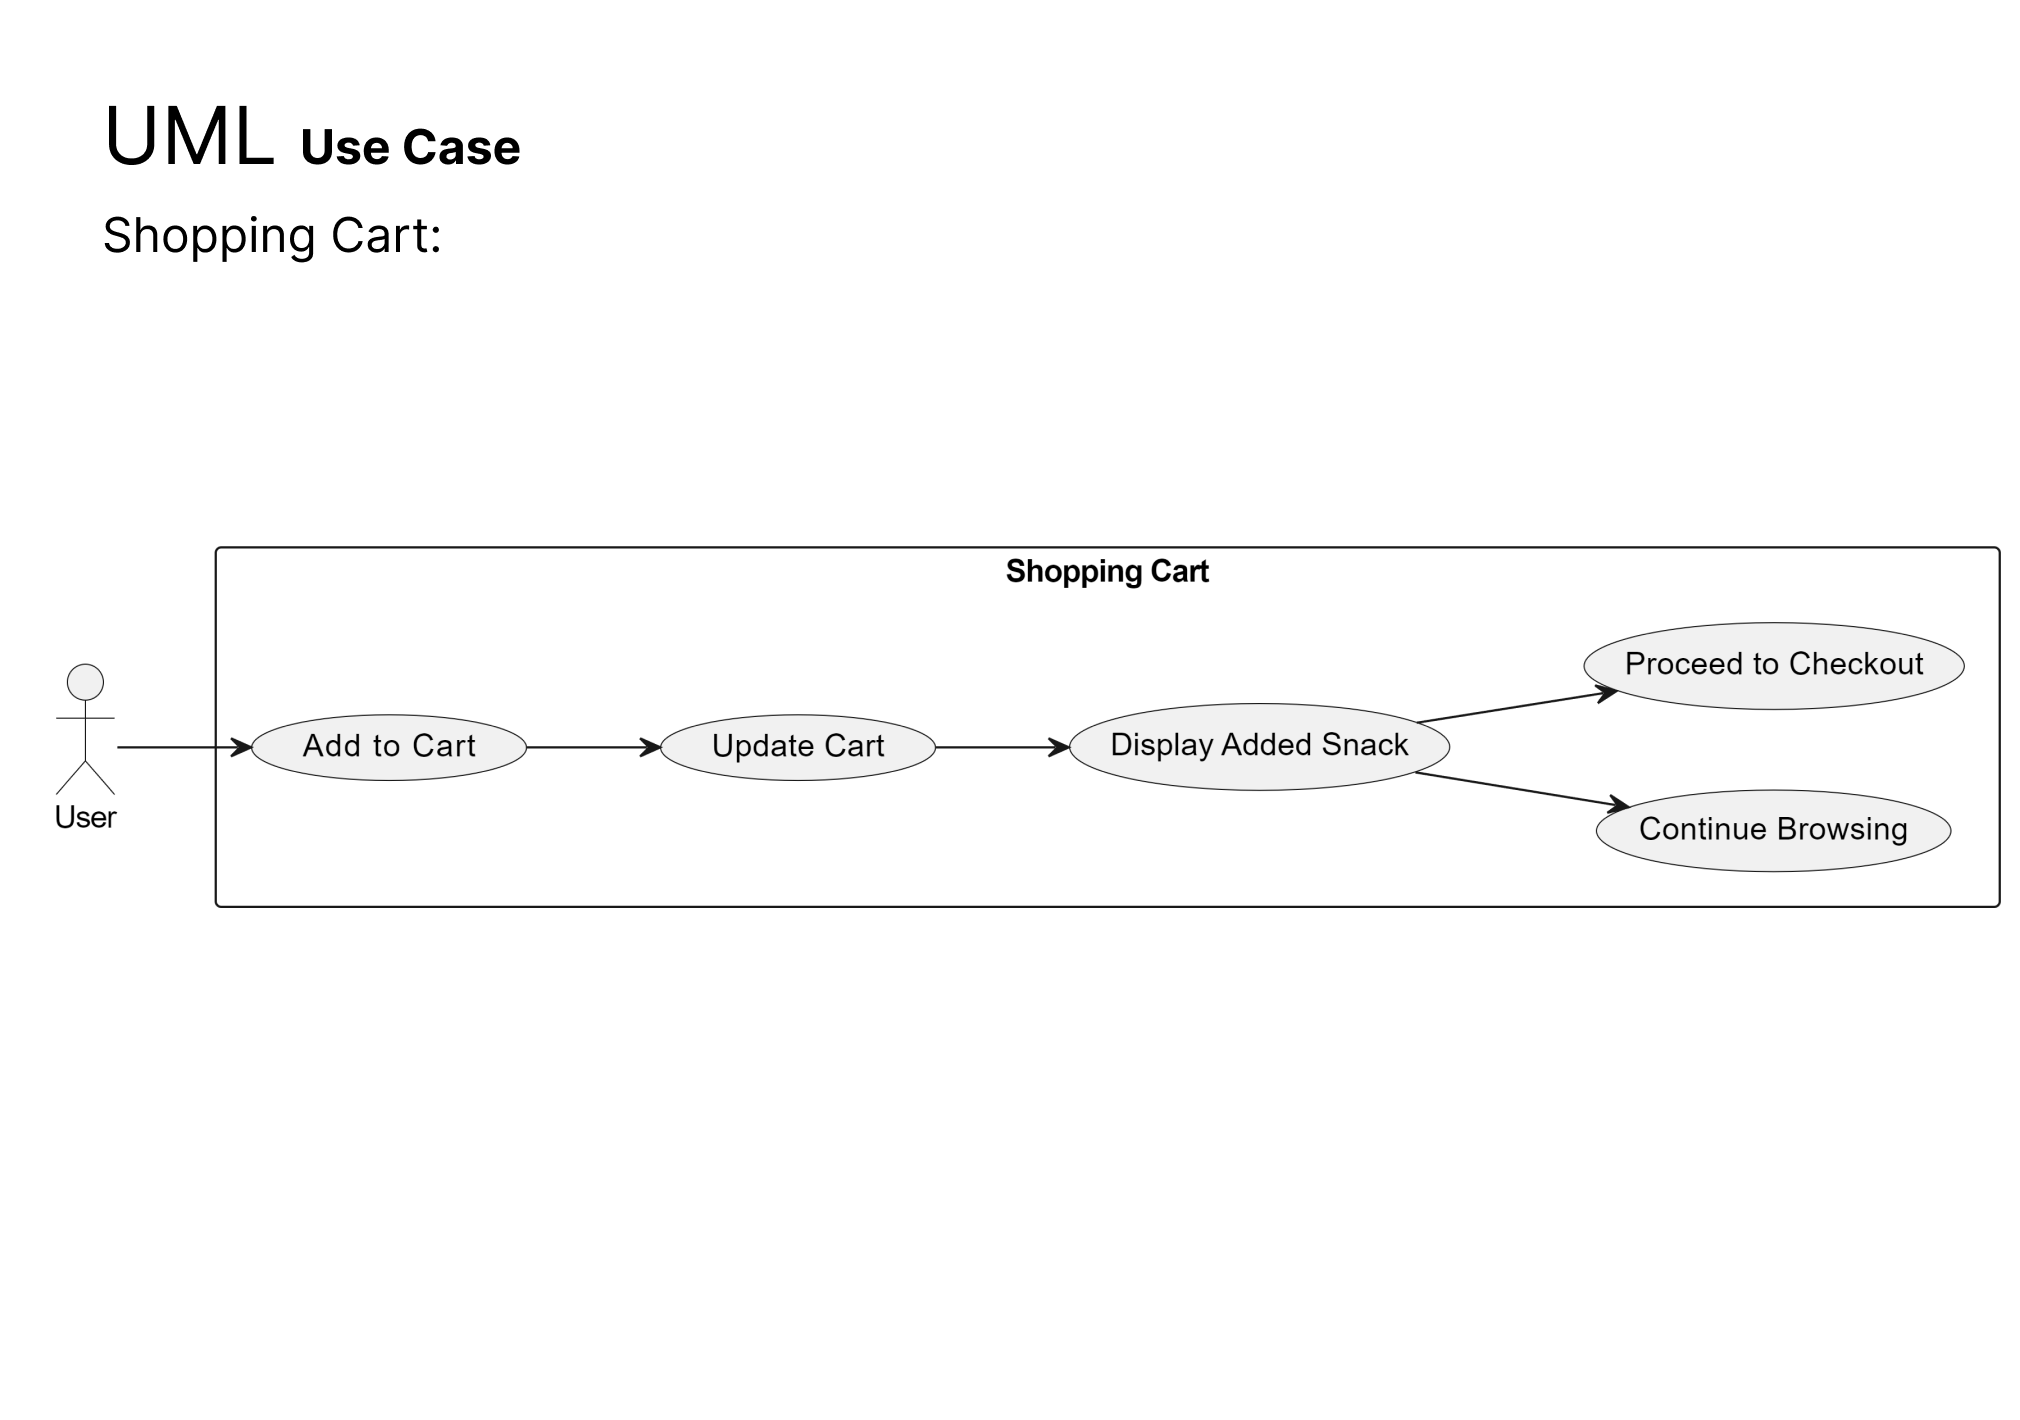 UML Use Case
Shopping Cart:
Shopping Cart
Proceed to Checkout
Add to Cart
Update Cart
Display Added Snack
User
Continue Browsing